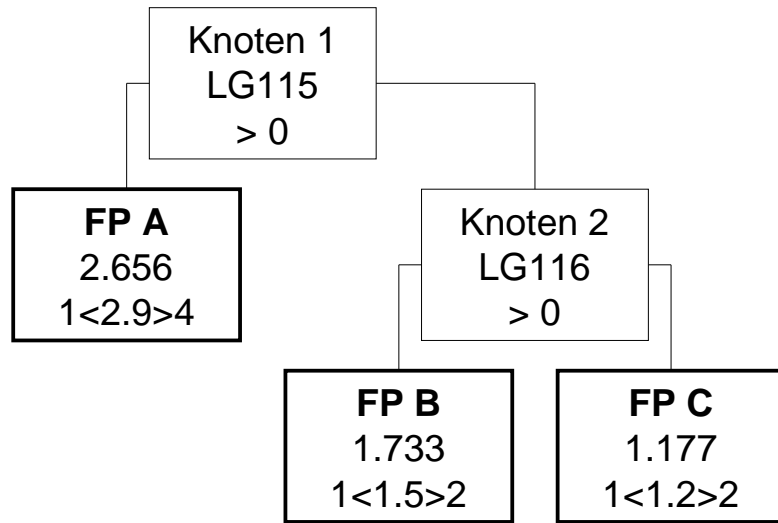 Knoten 1
LG115
> 0
FP A
2.656
1<2.9>4
Knoten 2
LG116
> 0
FP B
1.733
1<1.5>2
FP C
1.177
1<1.2>2